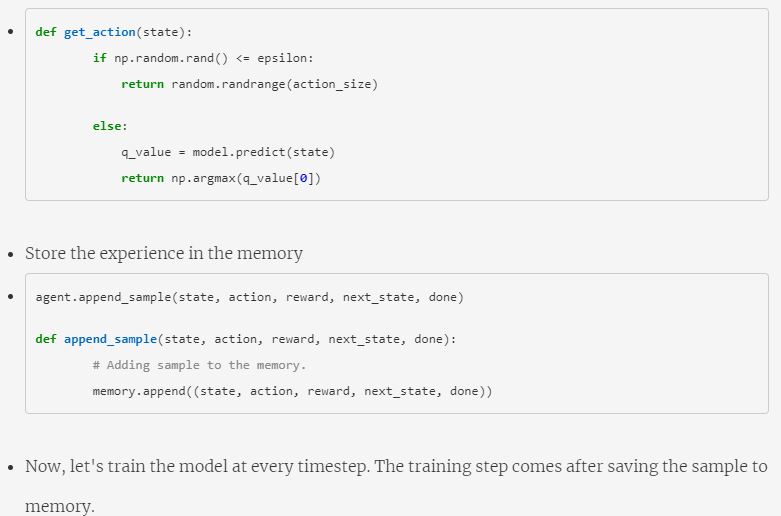 def get_action(state):
if np.random.rand() <= epsilon:
return random.randrange(action_size)
else:
q_value = model.predict(state)
return np.argmax(q_value[0])
Store the experience in the memory
agent.append_sample(state, action, reward, next_state, done)
def append_sample(state, action, reward, next_state, done):
# Adding sample to the memory.
memory.append((state, action, reward, next_state, done))
Now, let's train the model at every timestep. The training step comes after saving the sample to
memory.